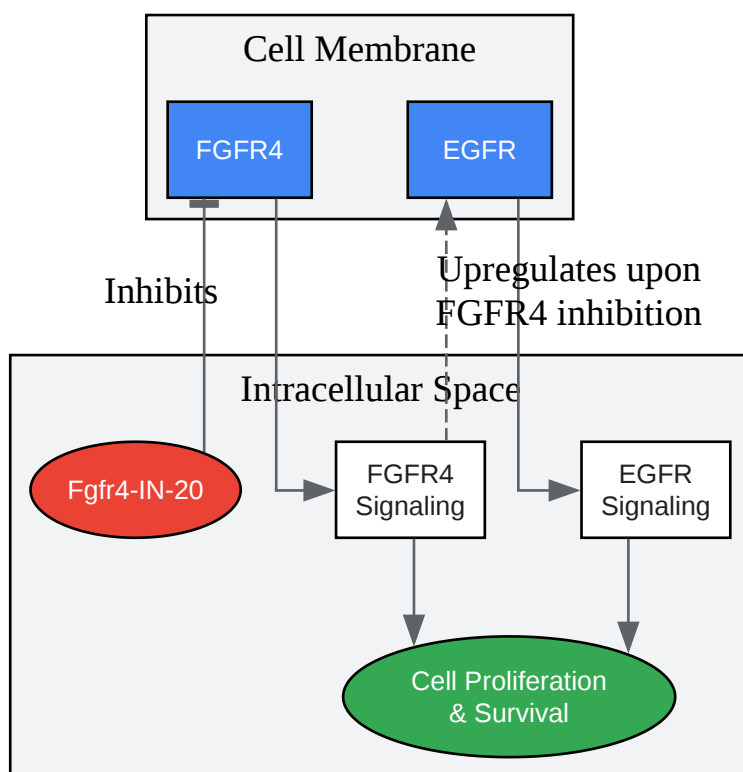 Cell Membrane
FGFR4
EGFR
Inhibits
Upregulates upon
FGFR4 inhibition
Intracellular Space
Fgfr4-IN-20
FGFR4
Signaling
EGFR
Signaling
Cell Proliferation
& Survival